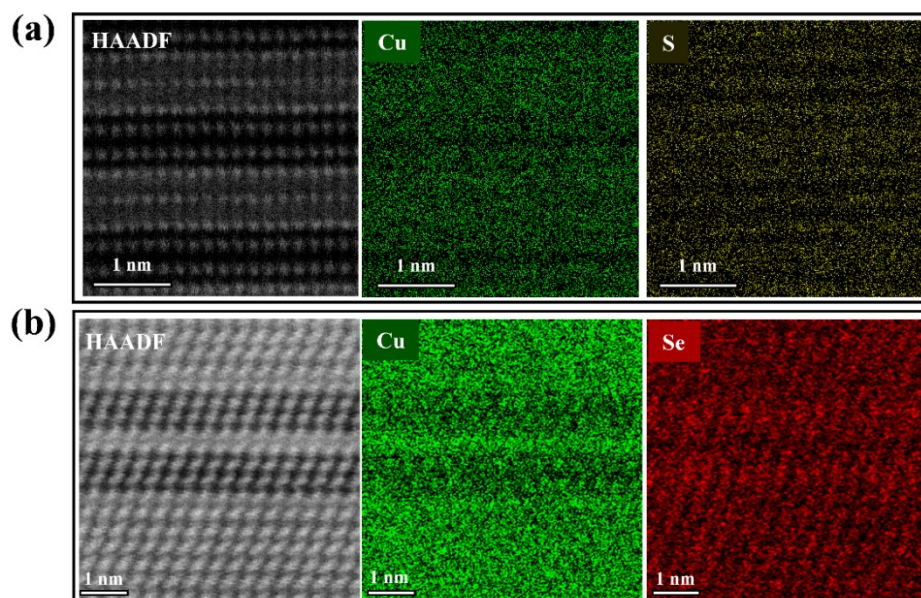 (a)
HAADF
Cu
S
1 nm
1 nm
1 nm
(b)
HAADF
Cu
Se
1 nm
1 nm
1 nm